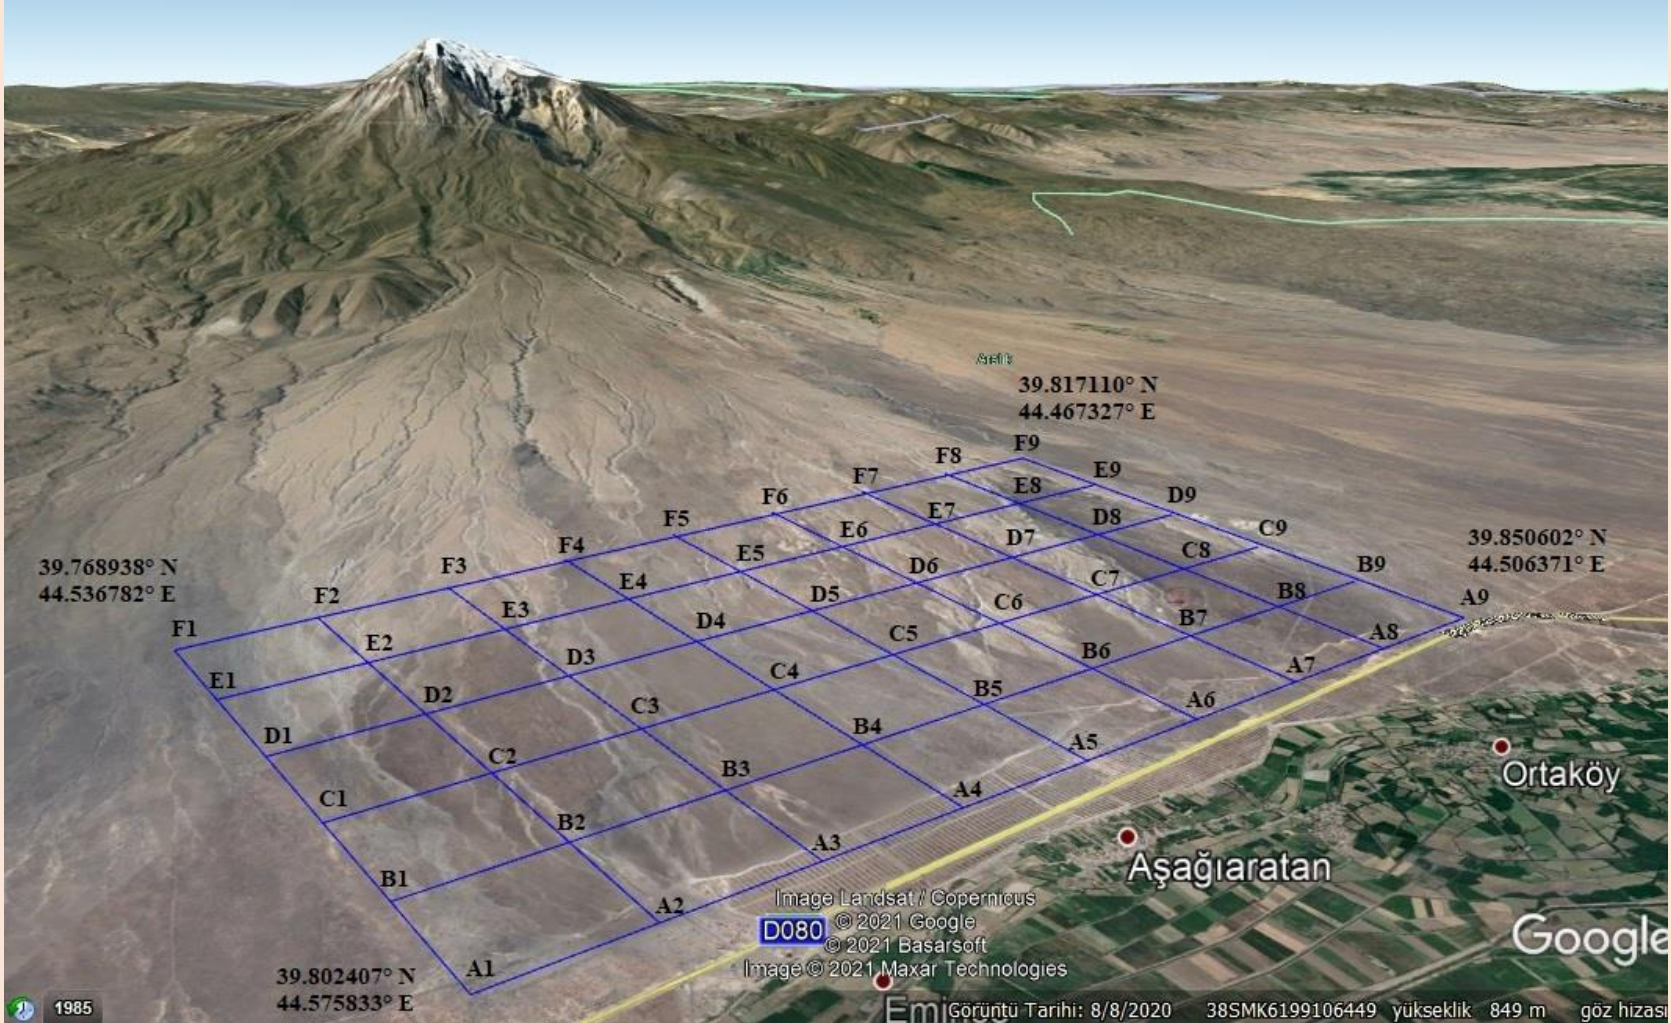 Aralık
39.817110° N
44.467327° E
F9
F8
E9
F7
E8
D9
F6
E7
D8
C9
F5
E6
D7
C8
B9
39.850602° N
44.506371° E
F4
E5
D6
C7
B8
A9
F3
E4
D5
C6
B7
A8
39.768938° N
44.536782° E
F2
E3
D4
C5
B6
A7
F1
E2
D3
C4
B5
A6
E1
D2
C3
B4
A5
D1
C2
B3
A4
C1
B2
A3
B1
A2
A1
Ortaköy
Aşağıaratan
Image Landsat / Copernicus
D080
© 2021 Google
© 2021 Basarsoft
Image © 2021 Maxar Technologies
Google
39.802407° N
44.575833° E
1985
Görüntü Tarihi: 8/8/2020 38SMK6199106449 yükseklik 849 m göz hizası